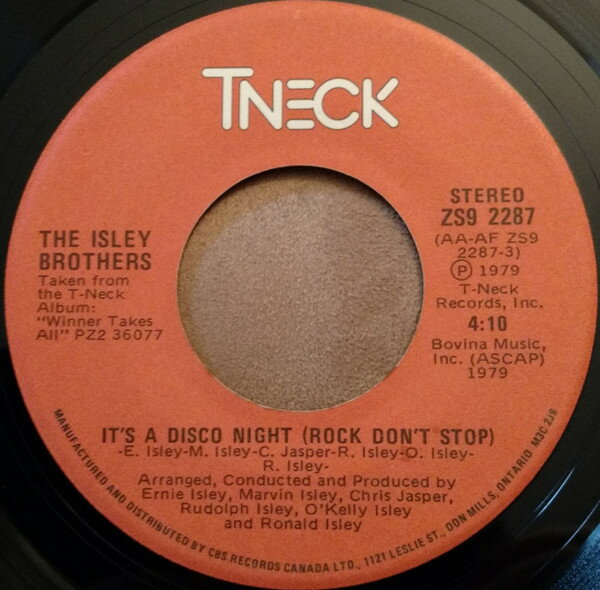 TNECK
THE ISLEY
BROTHERS
Taken from
the T-Neck
Album:
"Winner Takes
All" PZ2 36077
STEREO
ZS9 2287
(AA-AF ZS9
2287-3)
Ⓟ 1979
T-Neck
Records, Inc.
4:10
Bovina Music,
Inc. (ASCAP)
1979
IT'S A DISCO NIGHT (ROCK DON'T STOP)
-E. Isley-M. Isley-C. Jasper-R. Isley-O. Isley-
R. Isley-
Arranged, Conducted and Produced by
Ernie Isley, Marvin Isley, Chris Jasper,
Rudolph Isley, O'Kelly Isley
and Ronald Isley
MANUFACTURED AND DISTRIBUTED BY CBS RECORDS CANADA LTD., 1121 LESLIE ST., DON MILLS, ONTARIO M3C 2J9